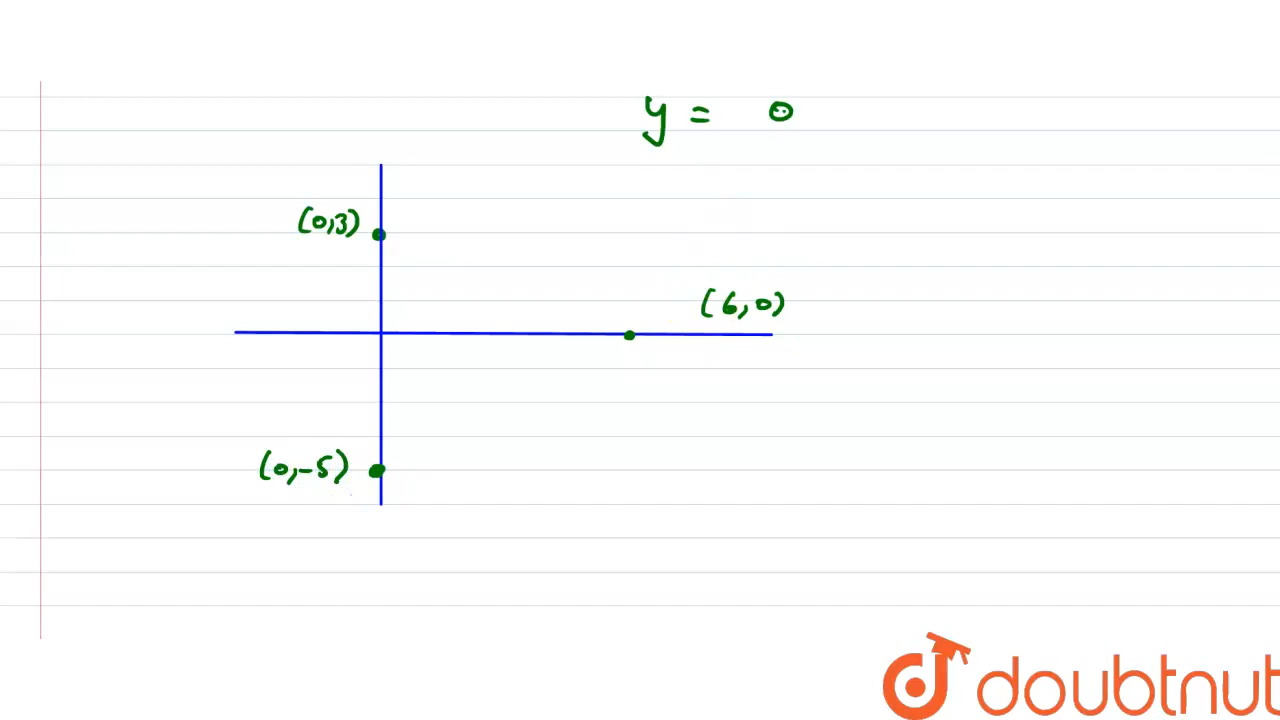 y = 0
(0,3)
(6,0)
(0,-5)
doubtnut